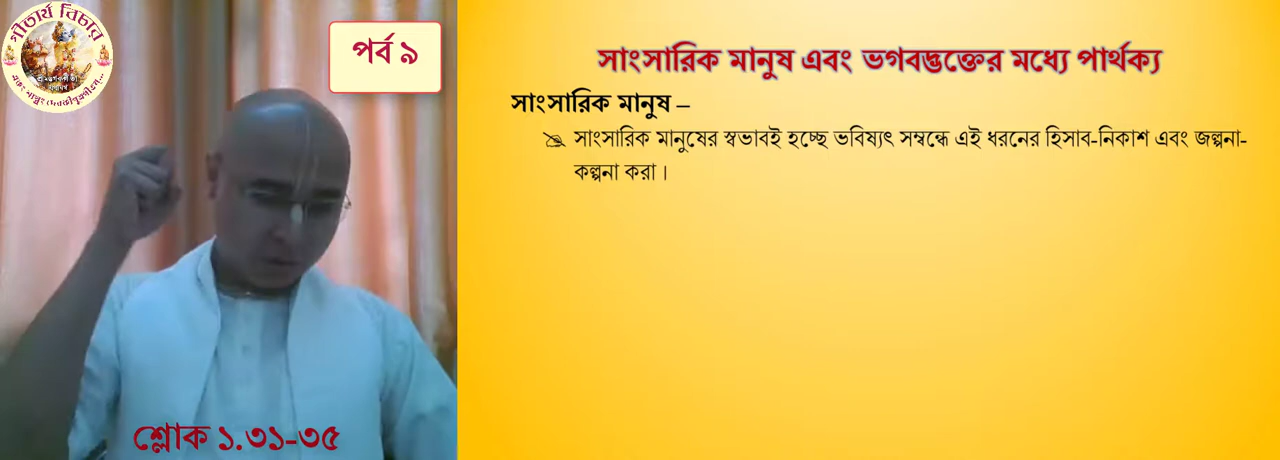 গীতার্থ বিচার
পর্ব ৯
শ্লোক ১.৩১-৩৫
সাংসারিক মানুষ এবং ভগবদ্ভক্তের মধ্যে পার্থক্য
সাংসারিক মানুষ –
সাংসারিক মানুষের স্বভাবই হচ্ছে ভবিষ্যৎ সম্বন্ধে এই ধরনের হিসাব-নিকাশ এবং জল্পনা-
কল্পনা করা।